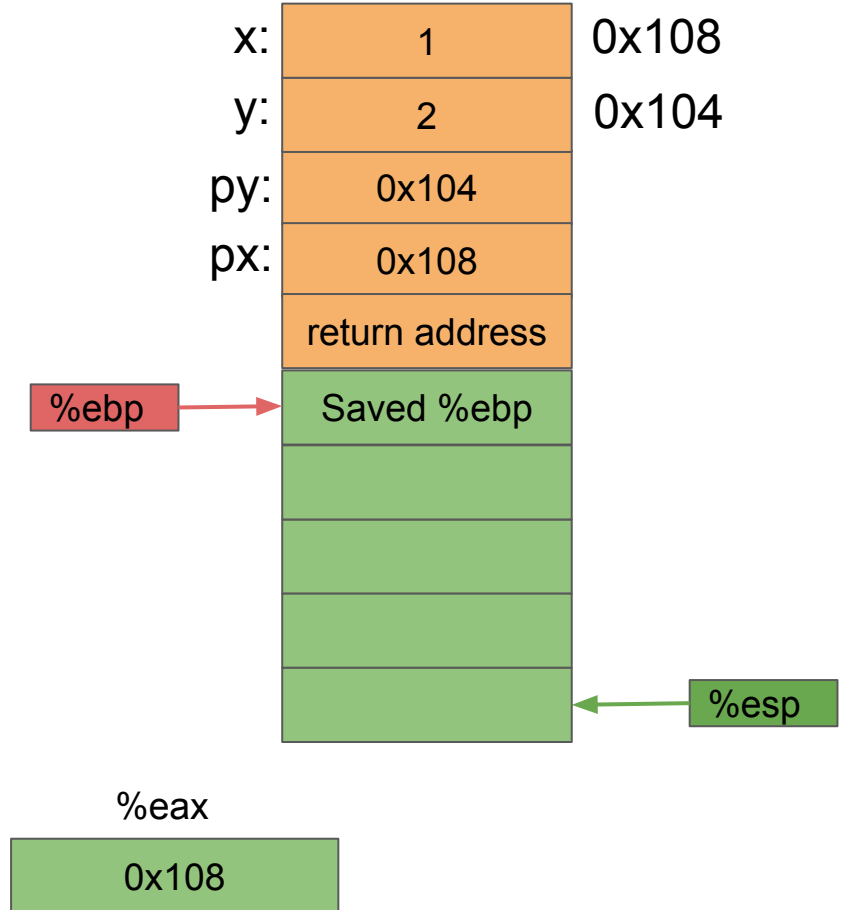 x: 1 0x108
y: 2 0x104
py: 0x104
px: 0x108
return address
%ebp Saved %ebp
%esp
%eax
0x108